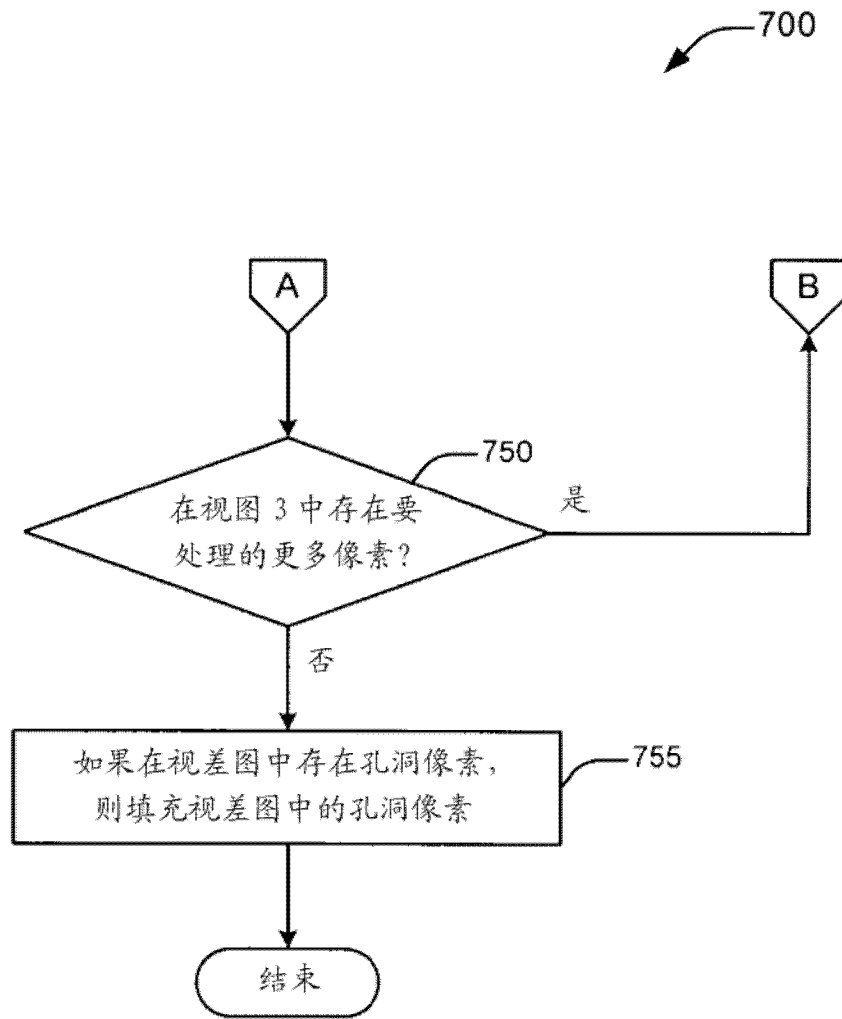 700
A
B
750
在视图 3 中存在要
处理的更多像素?
是
否
755
如果在视差图中存在孔洞像素,
则填充视差图中的孔洞像素
结束